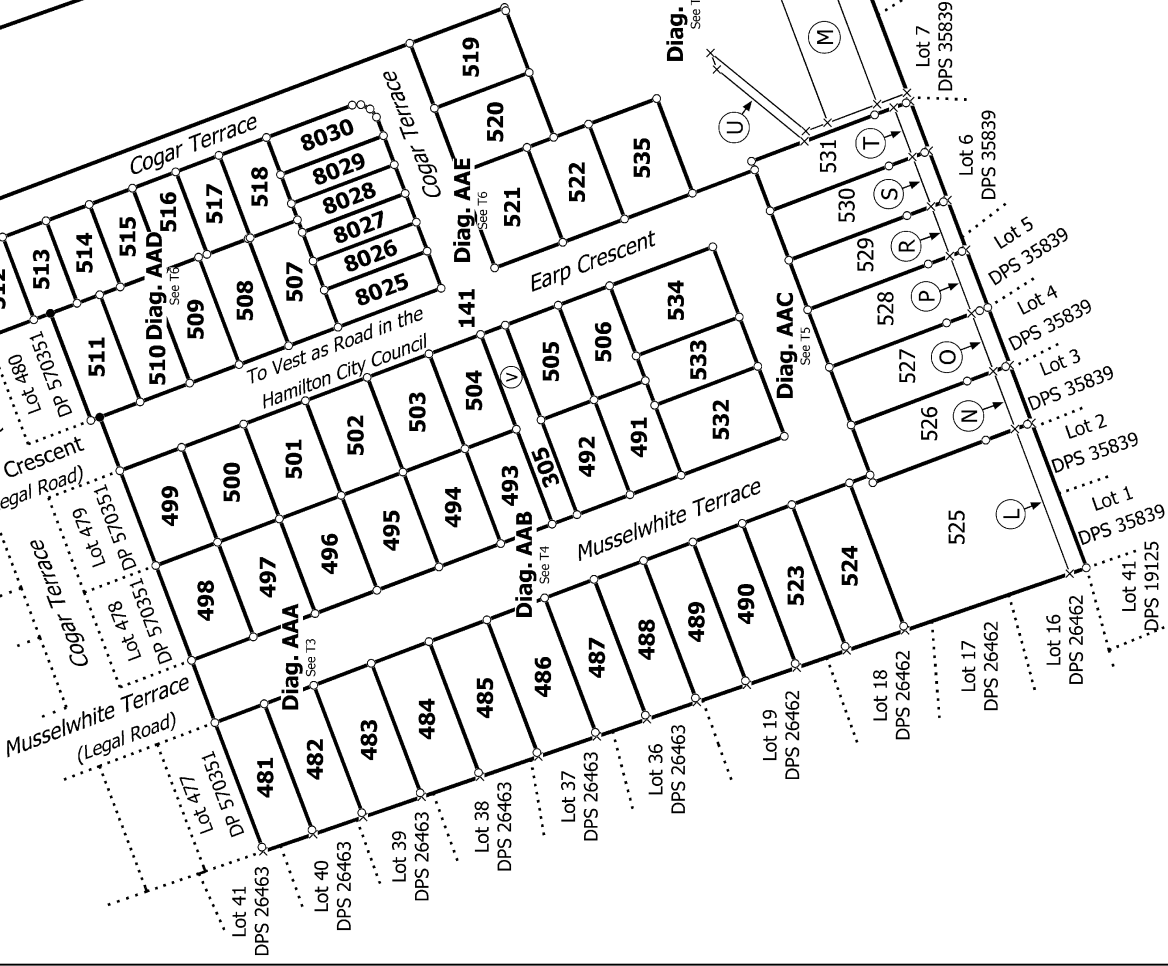 Cogar Terrace
Cogar Terrace
519
520
521
522
535
Diag. AAE
See T6
8030
8029
8028
8027
8026
8025
518
517
516
515
514
513
512
Diag. AAD
See T6
511
510
509
508
507
To Vest as Road in the
Hamilton City Council
141
Earp Crescent
Diag.
See T
M
U
Lot 7
DPS 35839
531
T
Lot 6
DPS 35839
530
S
529
R
Lot 5
DPS 35839
528
P
Lot 4
DPS 35839
527
O
Lot 3
DPS 35839
526
N
Lot 2
DPS 35839
525
L
Lot 1
DPS 35839
Lot 41
DPS 19125
Diag. AAC
See T5
534
533
532
506
505
V
504
503
502
501
500
499
498
497
496
495
494
493
305
492
491
Lot 480
DP 570351
Crescent
egal Road)
Lot 479
DP 570351
Cogar Terrace
Lot 478
DP 570351
Musselwhite Terrace
(Legal Road)
Lot 477
DP 570351
Diag. AAA
See T3
Diag. AAB
See T4
Musselwhite Terrace
481
482
483
484
485
486
487
488
489
490
523
524
Lot 41
DPS 26463
Lot 40
DPS 26463
Lot 39
DPS 26463
Lot 38
DPS 26463
Lot 37
DPS 26463
Lot 36
DPS 26463
Lot 19
DPS 26462
Lot 18
DPS 26462
Lot 17
DPS 26462
Lot 16
DPS 26462